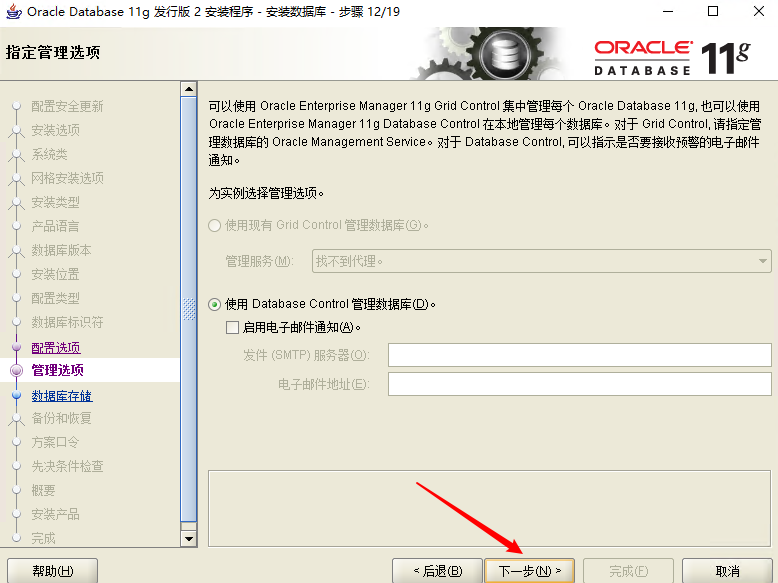 Oracle Database 11g 发行版 2 安装程序 - 安装数据库 - 步骤 12/19
指定管理选项
ORACLE
DATABASE 11g
配置安全更新
安装选项
系统类
网格安装选项
安装类型
产品语言
数据库版本
安装位置
配置类型
数据库标识符
配置选项
管理选项
数据库存储
备份和恢复
方案口令
先决条件检查
概要
安装产品
完成
可以使用 Oracle Enterprise Manager 11g Grid Control 集中管理每个 Oracle Database 11g, 也可以使用
Oracle Enterprise Manager 11g Database Control 在本地管理每个数据库。对于 Grid Control, 请指定管
理数据库的 Oracle Management Service。对于 Database Control, 可以指示是否要接收预警的电子邮件
通知。
为实例选择管理选项。
使用现有 Grid Control 管理数据库(G)。
管理服务(M): 找不到代理。
使用 Database Control 管理数据库(D)。
启用电子邮件通知(A)。
发件 (SMTP) 服务器(O):
电子邮件地址(E):
帮助(H) < 后退(B) 下一步(N) > 完成(F) 取消